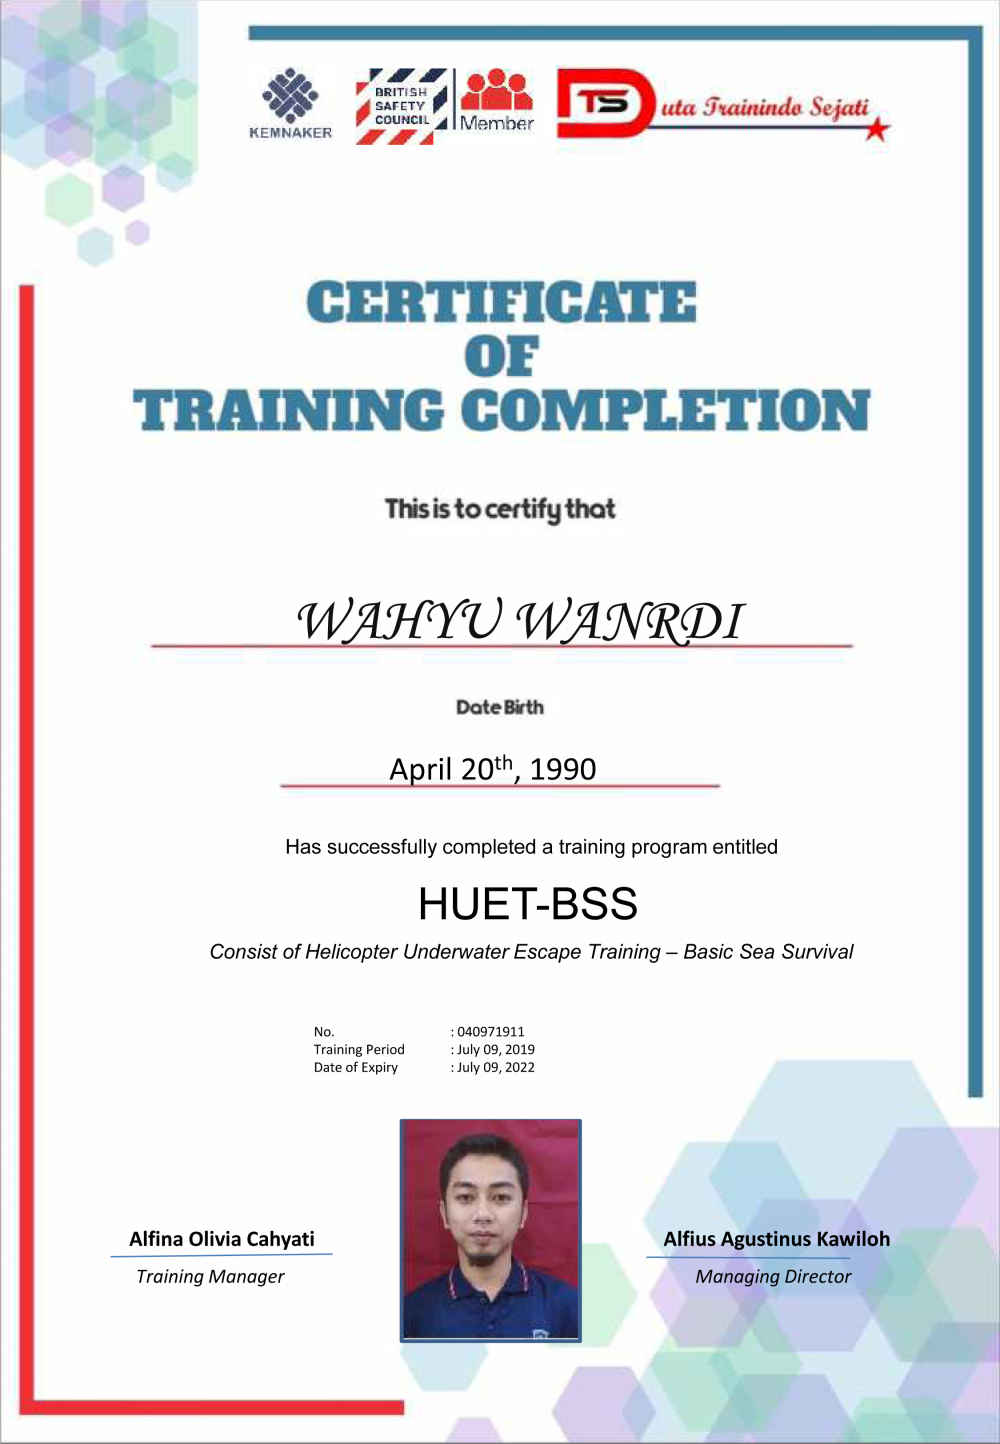 KEMNAKER
BRITISH
SAFETY
COUNCIL
Member
DTS uta Trainindo Sejati
CERTIFICATE
OF
TRAINING COMPLETION
This is to certify that
WAHYU WANRDI
Date Birth
April 20th, 1990
Has successfully completed a training program entitled
HUET-BSS
Consist of Helicopter Underwater Escape Training – Basic Sea Survival
No. : 040971911
Training Period : July 09, 2019
Date of Expiry : July 09, 2022
Alfina Olivia Cahyati
Training Manager
Alfius Agustinus Kawiloh
Managing Director